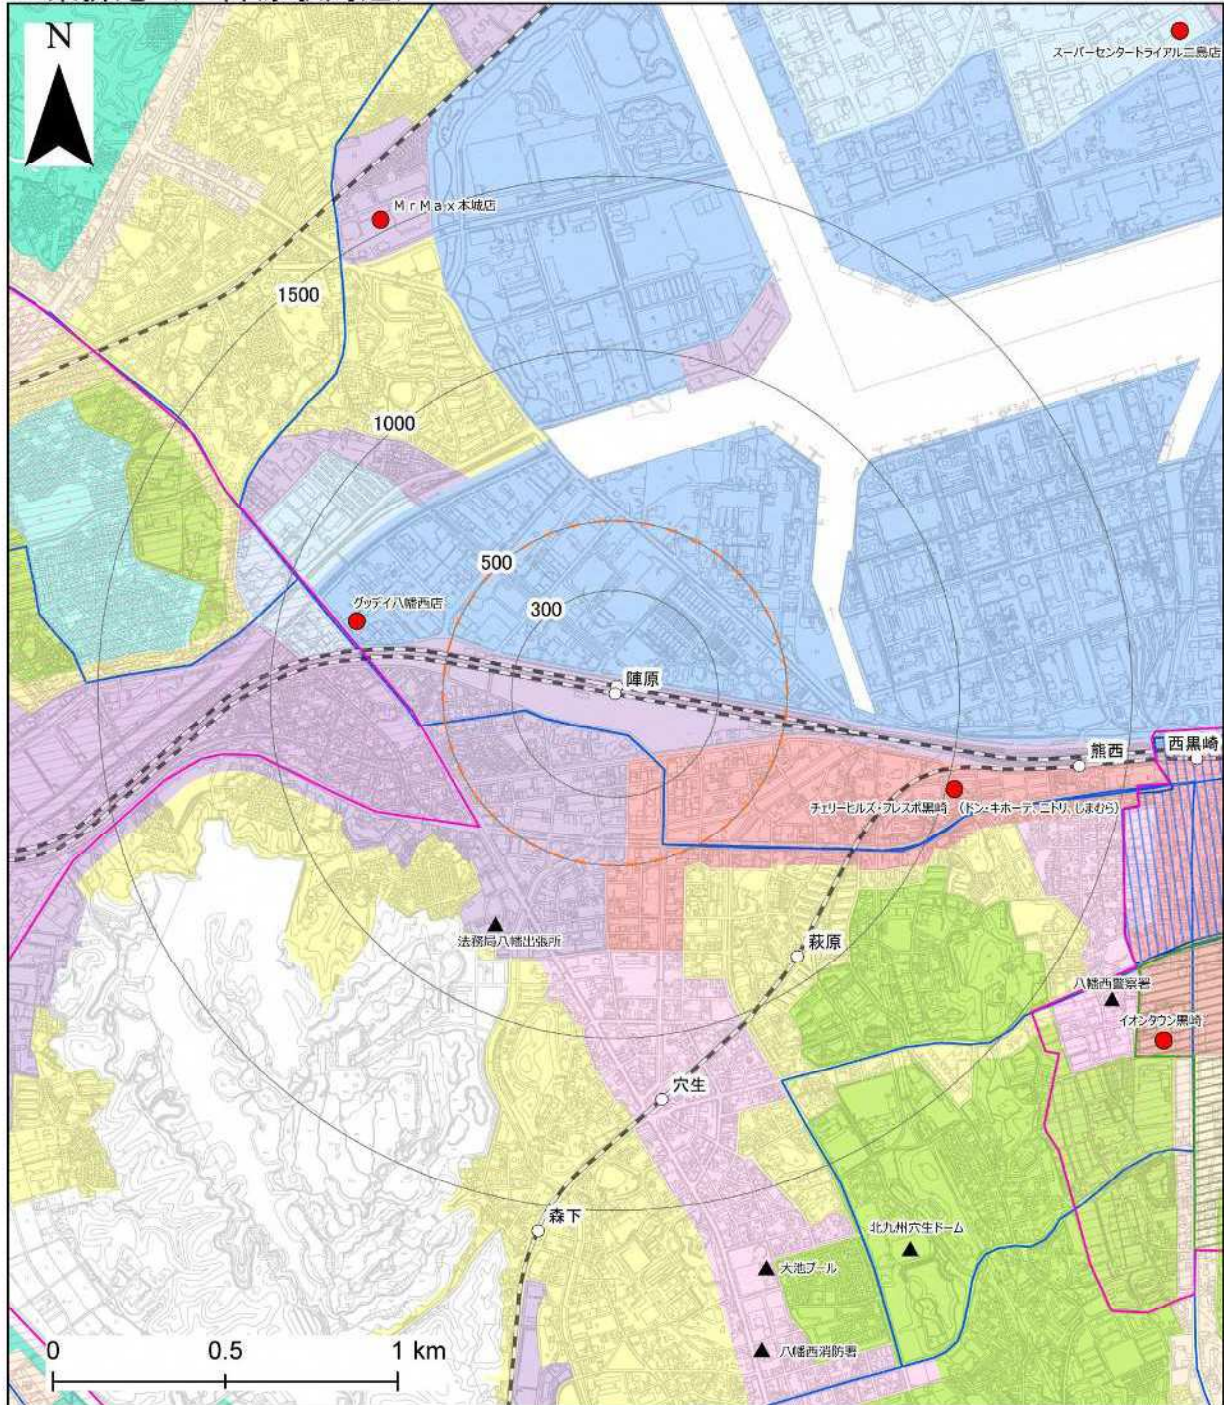 N
スーパーセンタートライアル二島店
ＭｒＭａｘ本城店
1500
1000
500
300
グッデイ八幡西店
陣原
熊西
西黒崎
チェリーヒルズ・フレスポ黒崎 （ドン・キホーテ、ニトリ、しまむら）
法務局八幡出張所
萩原
八幡西警察署
イオンタウン黒崎
穴生
森下
北九州穴生ドーム
大池プール
八幡西消防署
0 0.5 1 km